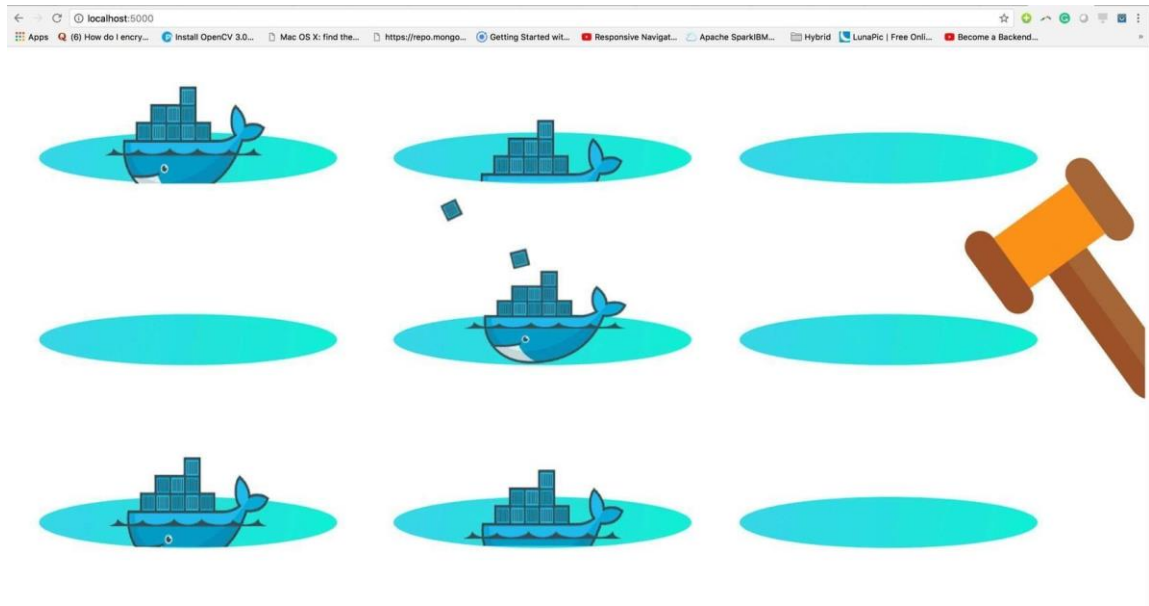 localhost:5000
Apps (6) How do I encry... Install OpenCV 3.0... Mac OS X: find the... https://repo.mongo... Getting Started wit... Responsive Navigat... Apache SparkIBM... Hybrid LunaPic | Free Onli... Become a Backend... »